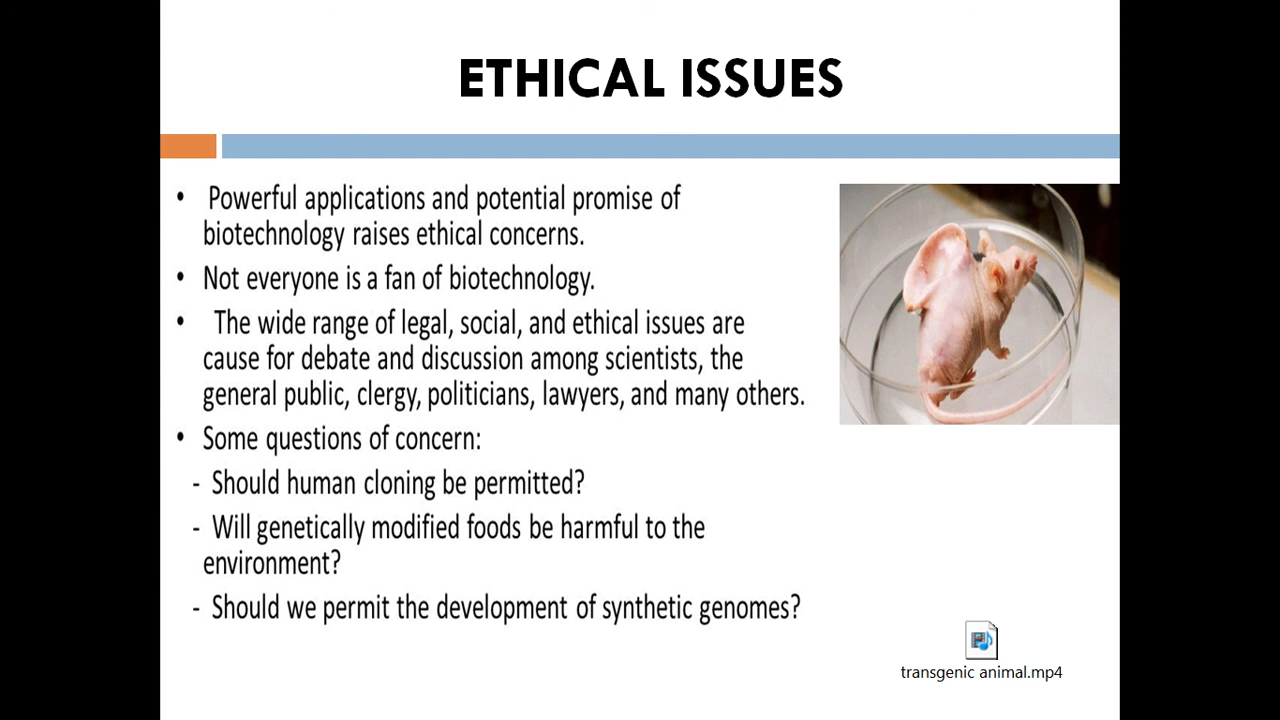 ETHICAL ISSUES
• Powerful applications and potential promise of
biotechnology raises ethical concerns.
• Not everyone is a fan of biotechnology.
• The wide range of legal, social, and ethical issues are
cause for debate and discussion among scientists, the
general public, clergy, politicians, lawyers, and many others.
• Some questions of concern:
- Should human cloning be permitted?
- Will genetically modified foods be harmful to the
environment?
- Should we permit the development of synthetic genomes?
transgenic animal.mp4